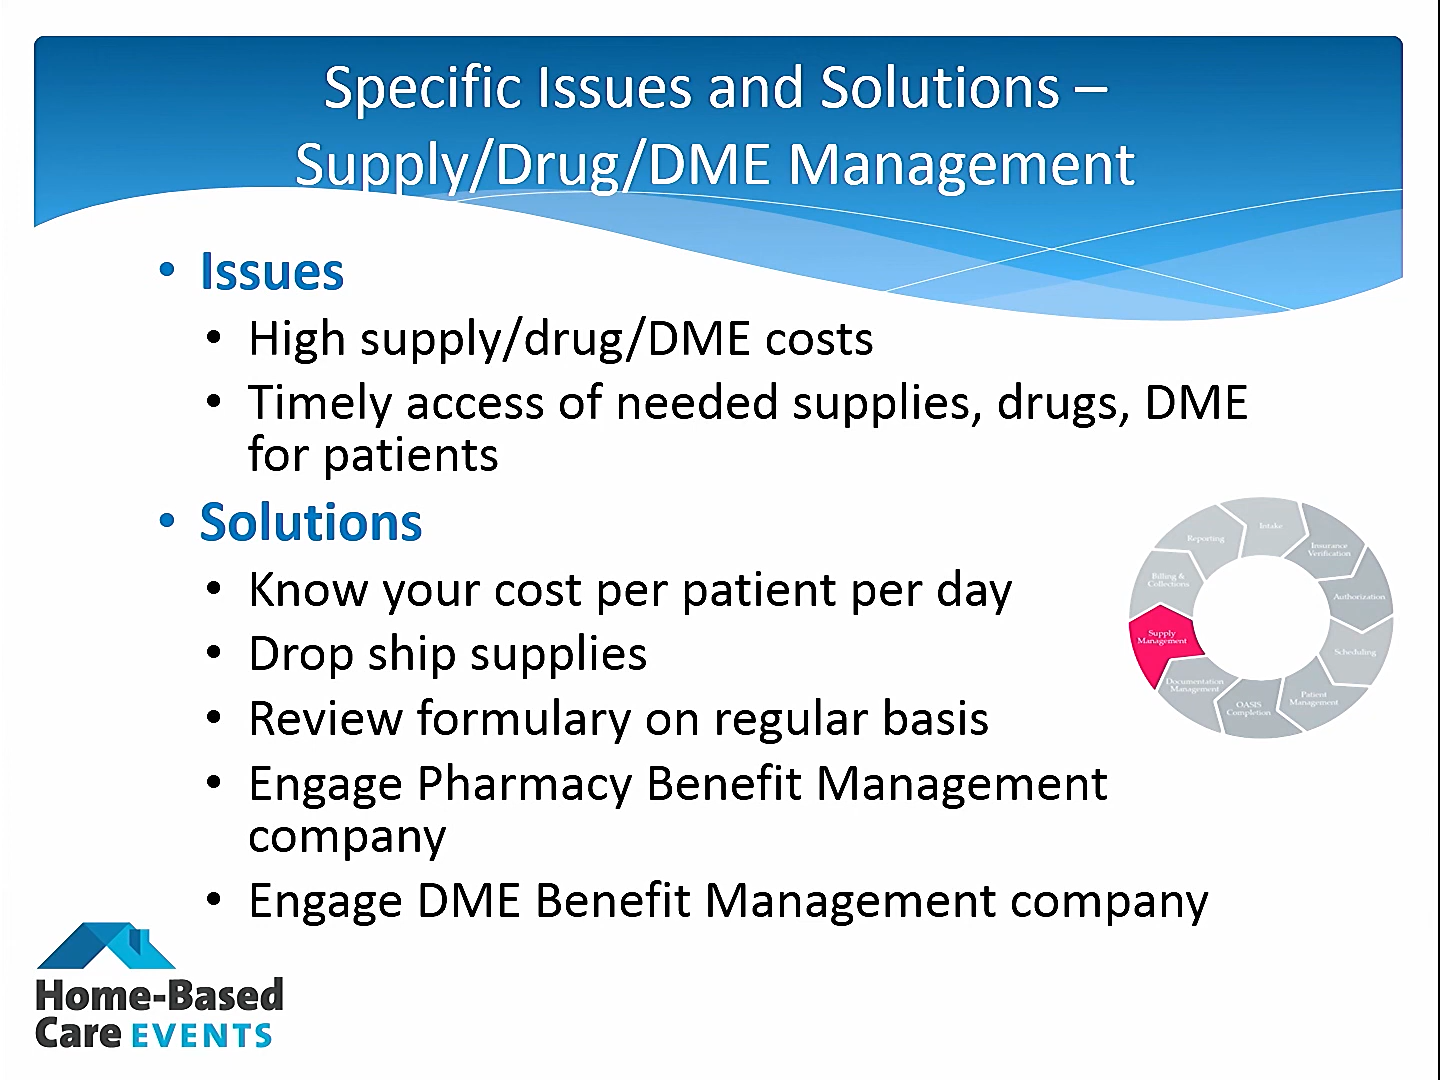 Specific Issues and Solutions –
Supply/Drug/DME Management
• Issues
• High supply/drug/DME costs
• Timely access of needed supplies, drugs, DME
for patients
• Solutions
• Know your cost per patient per day
• Drop ship supplies
• Review formulary on regular basis
• Engage Pharmacy Benefit Management
company
• Engage DME Benefit Management company
Intake
Insurance
Verification
Authorization
Scheduling
Patient
Management
OASIS
Completion
Documentation
Management
Supply
Management
Billing &
Collections
Reporting
Home-Based
Care EVENTS